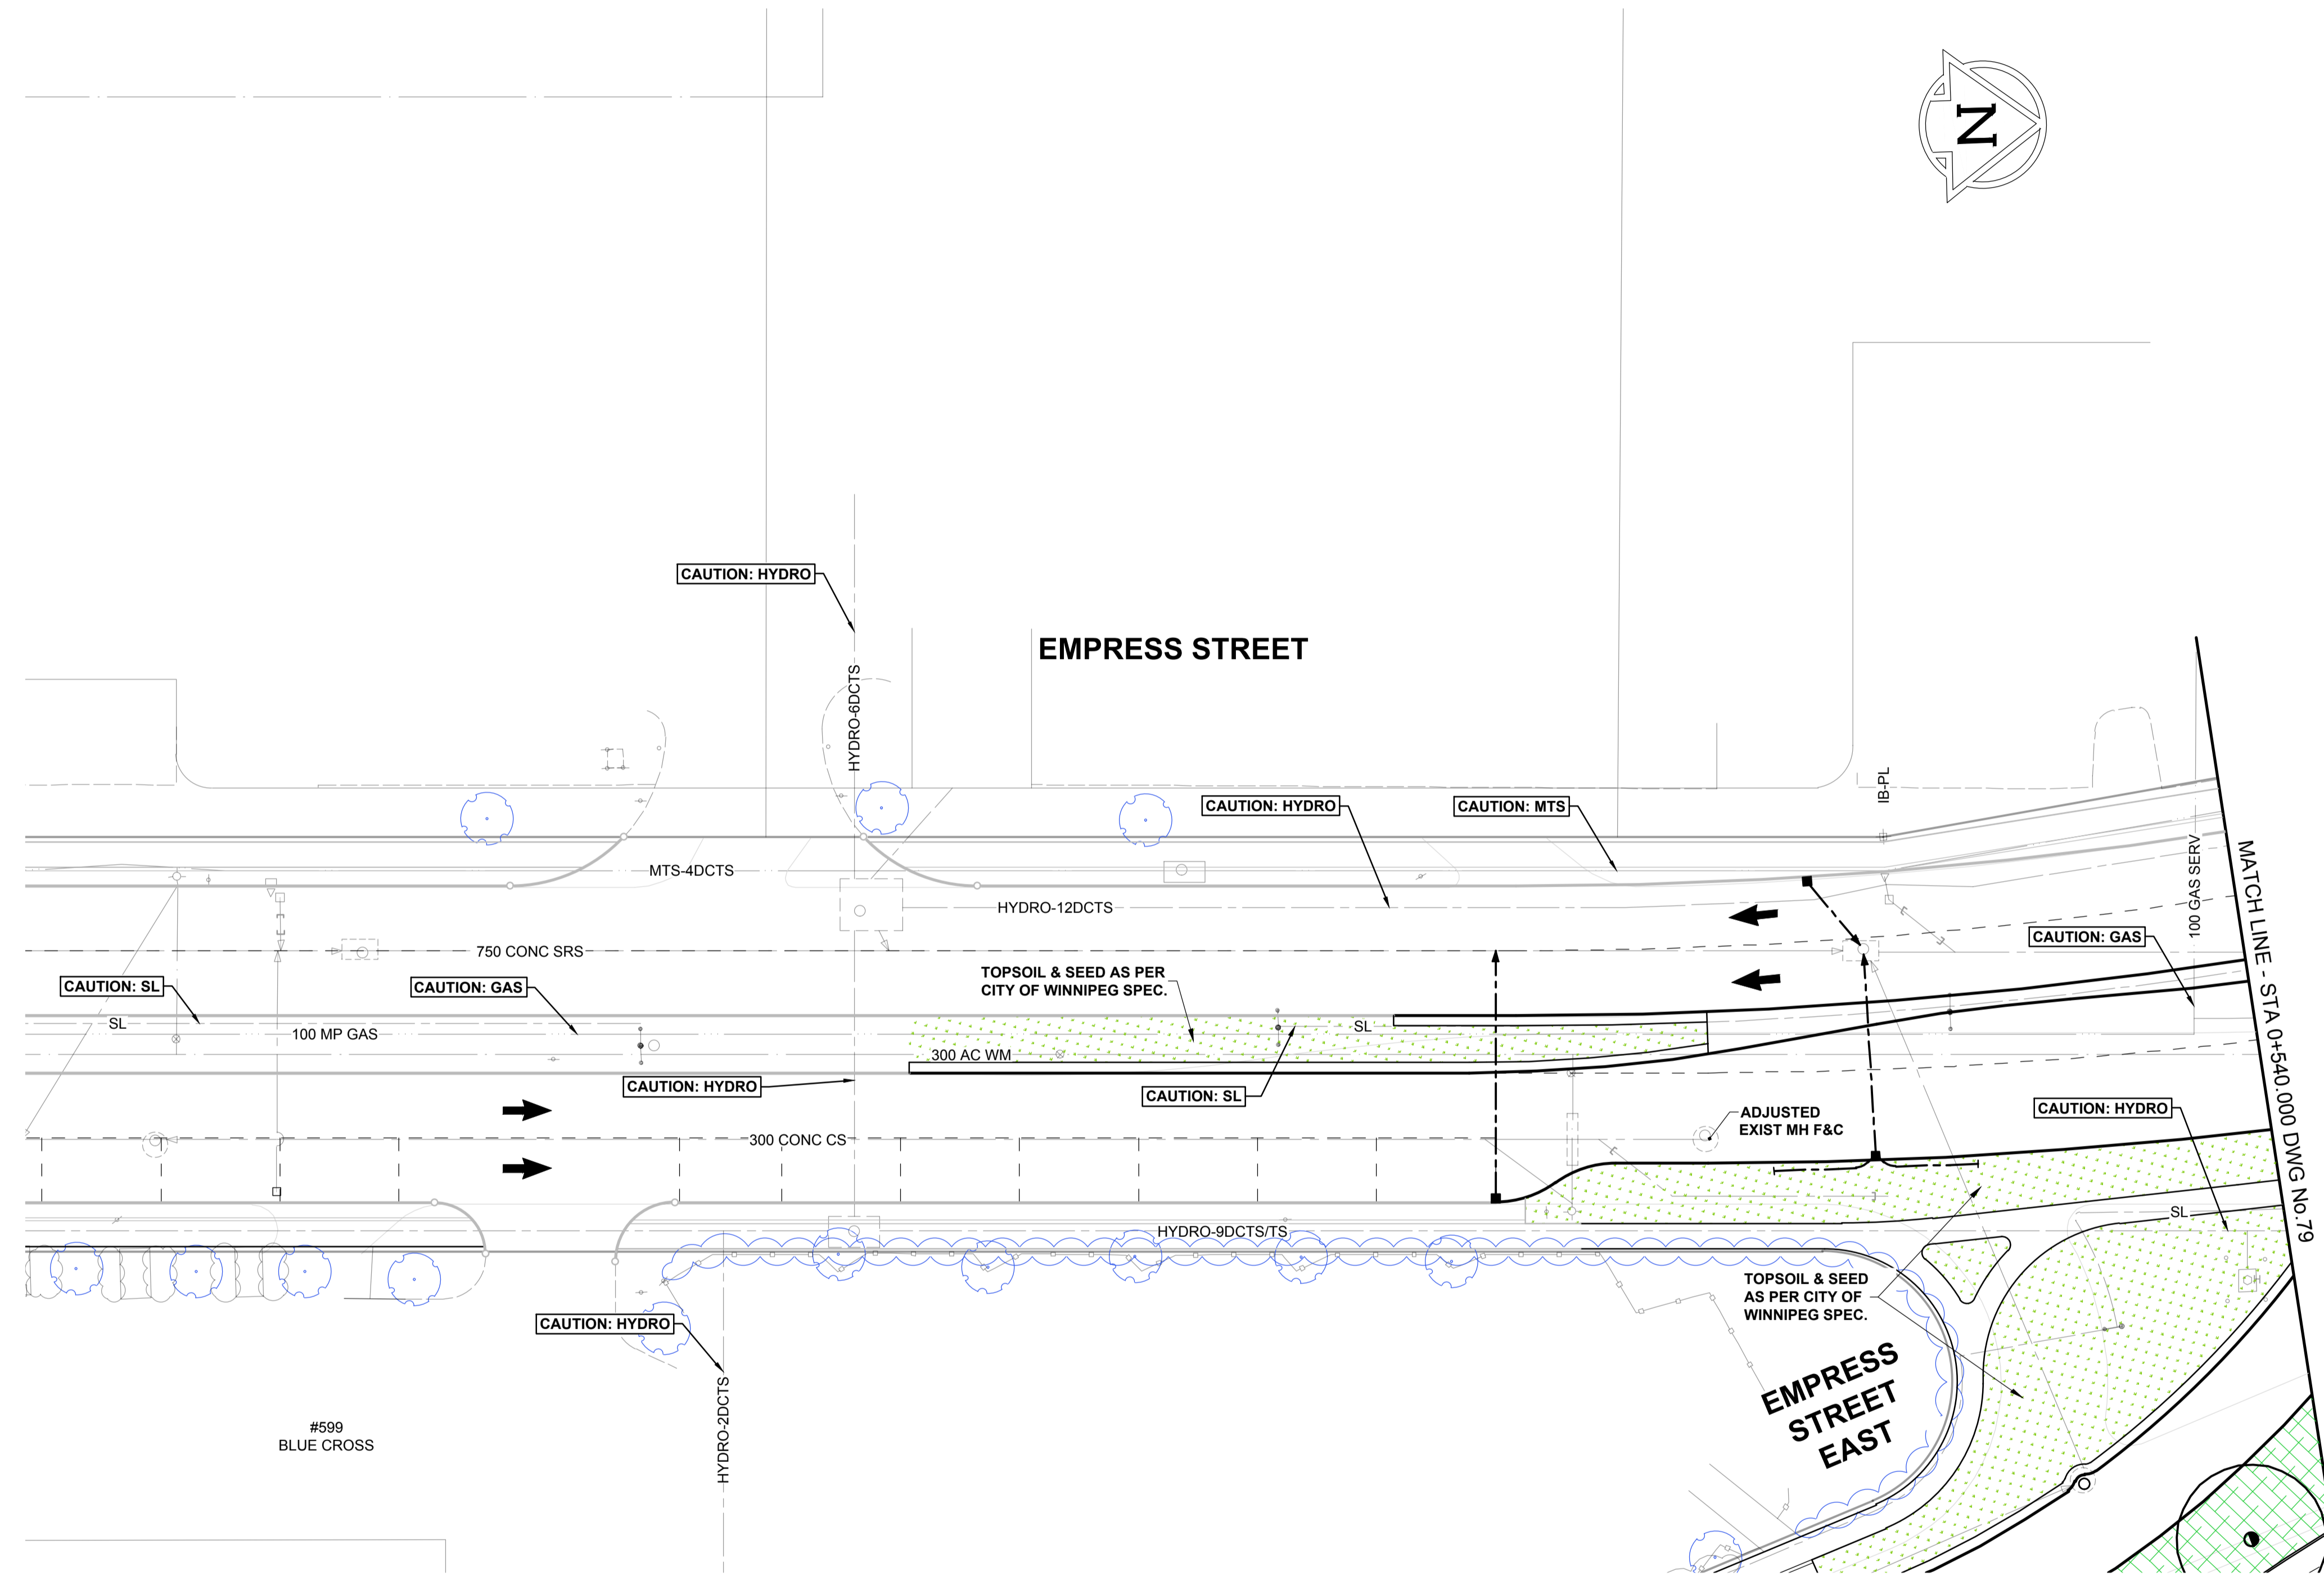 N
CAUTION: HYDRO
EMPRESS STREET
HYDRO-6DCTS
IB-PL
CAUTION: HYDRO
CAUTION: MTS
MTS-4DCTS
HYDRO-12DCTS
100 GAS SERV
MATCH LINE - STA 0+540.000 DWG No.79
750 CONC SRS
CAUTION: GAS
CAUTION: SL
CAUTION: GAS
TOPSOIL & SEED AS PER
CITY OF WINNIPEG SPEC.
SL
100 MP GAS
SL
300 AC WM
CAUTION: HYDRO
CAUTION: SL
300 CONC CS
ADJUSTED
EXIST MH F&C
CAUTION: HYDRO
HYDRO-9DCTS/TS
SL
H
TOPSOIL & SEED
AS PER CITY OF
WINNIPEG SPEC.
CAUTION: HYDRO
HYDRO-2DCTS
EMPRESS
STREET
EAST
#599
BLUE CROSS